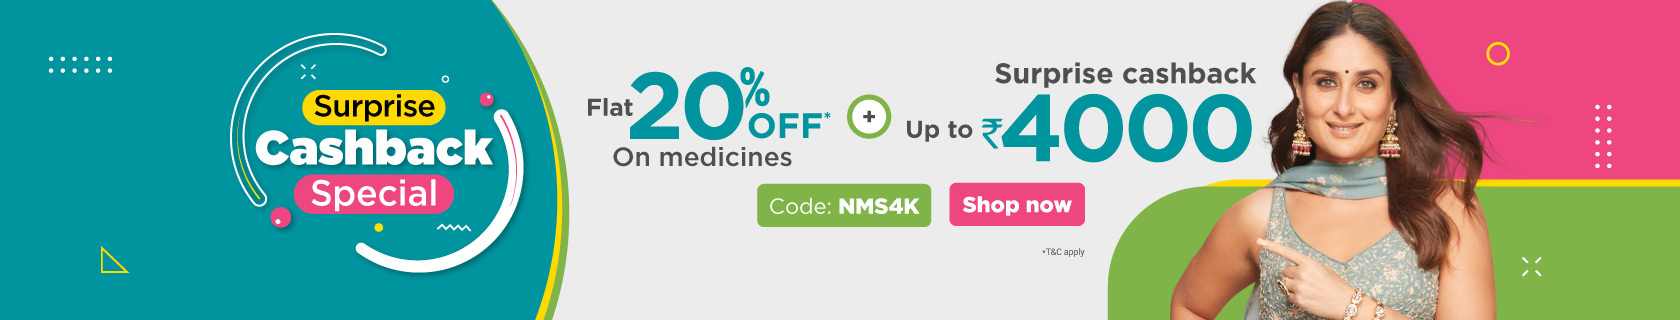 Surprise
Cashback
Special
Flat 20% OFF*
On medicines
+
Surprise cashback
Up to ₹4000
Code: NMS4K
Shop now
*T&C apply